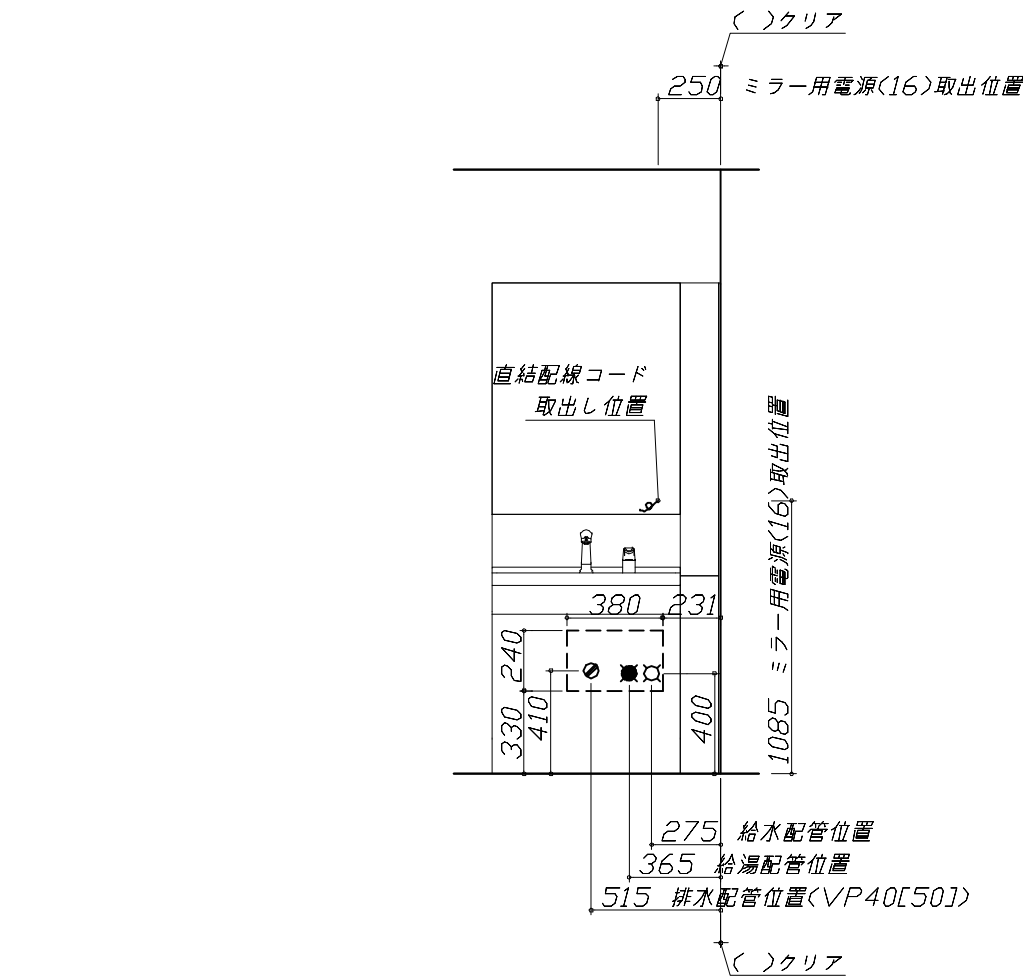 ( )クリア
250 ミラー用電源(16)取出位置
直結配線コード
取出し位置
1085 ミラー用電源(16)取出位置
380
231
240
330
410
400
275 給水配管位置
365 給湯配管位置
515 排水配管位置(VP40[50])
( )クリア